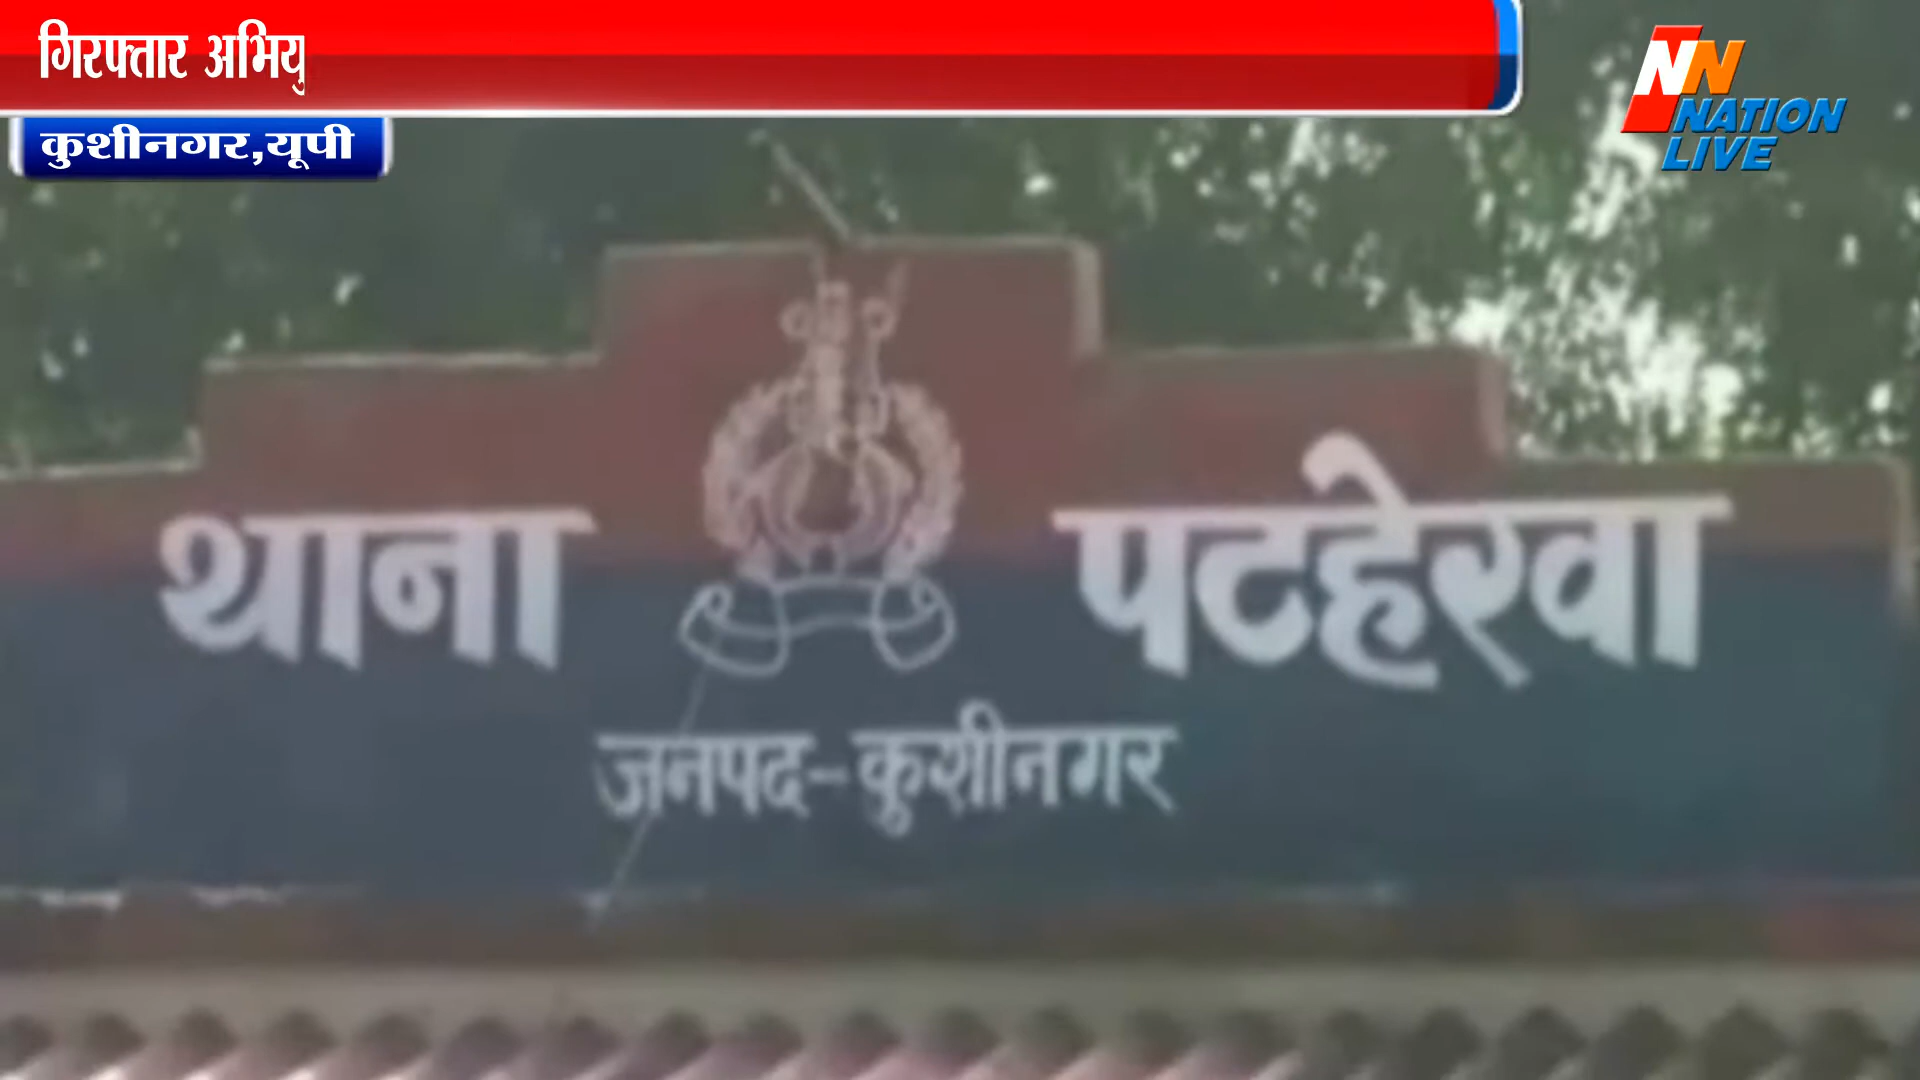 गिरफ्तार अभियु
कुशीनगर,यूपी
NN
NATION
LIVE
थाना पटहेरवा
जनपद-कुशीनगर